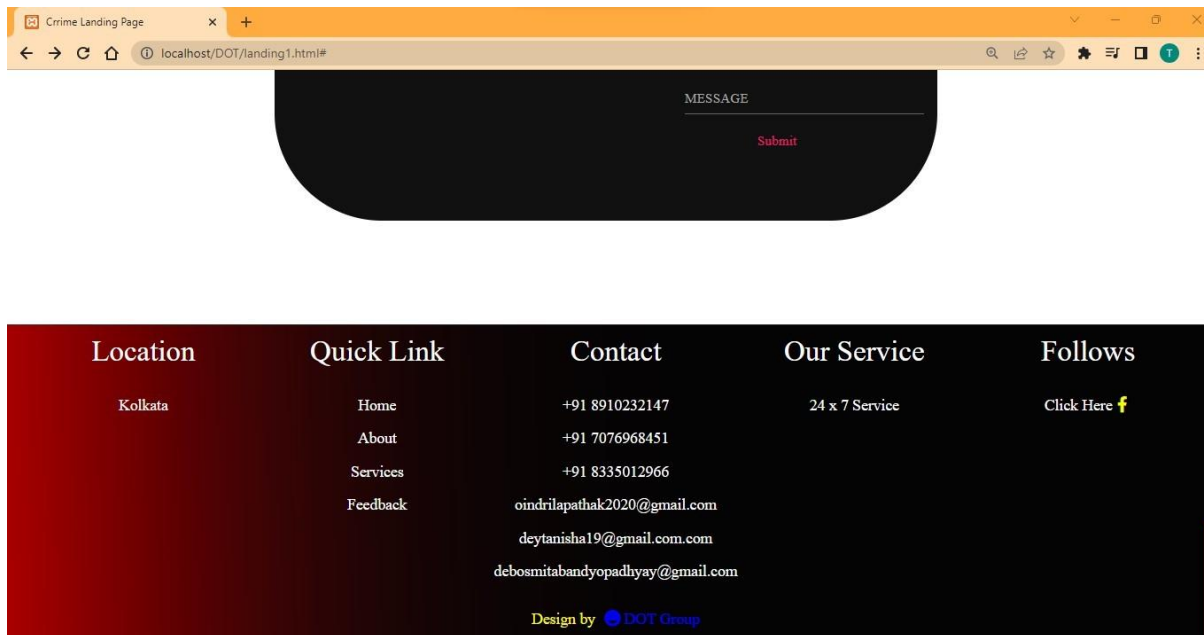 Crrime Landing Page
localhost/DOT/landing1.html#
T
MESSAGE
Submit
Location Quick Link Contact Our Service Follows
Kolkata Home +91 8910232147 24 x 7 Service Click Here
About +91 7076968451
Services +91 8335012966
Feedback oindrilapathak2020@gmail.com
deytanisha19@gmail.com.com
debosmitabandyopadhyay@gmail.com
Design by DOT Group